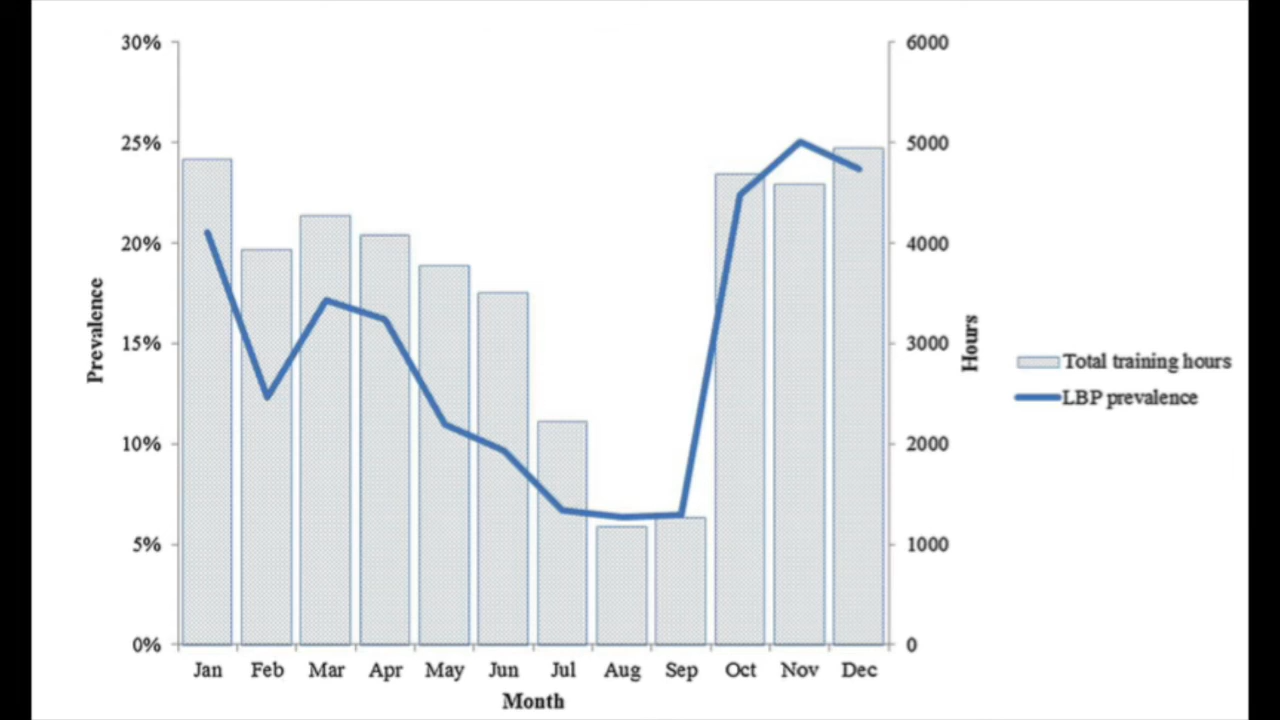 30%
25%
20%
15%
10%
5%
0%
Prevalence
6000
5000
4000
3000
2000
1000
0
Hours
Jan Feb Mar Apr May Jun Jul Aug Sep Oct Nov Dec
Month
Total training hours
LBP prevalence